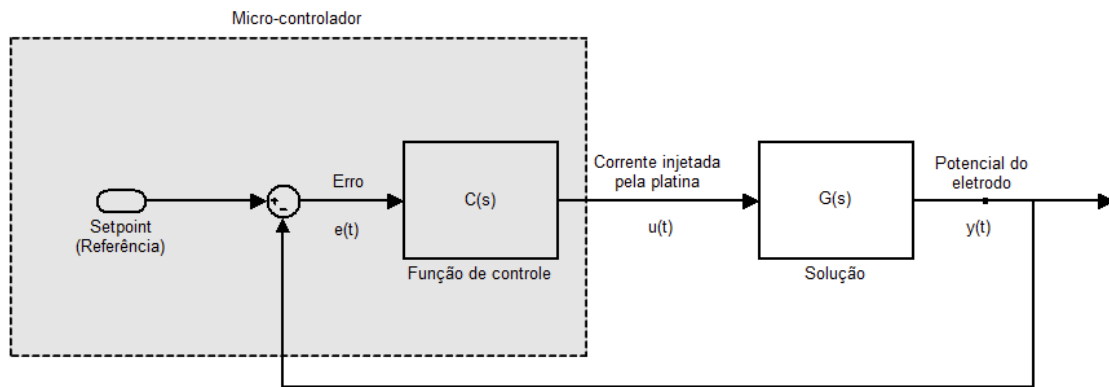 Micro-controlador
Setpoint
(Referência)
+
-
Erro
e(t)
C(s)
Função de controle
Corrente injetada
pela platina
u(t)
G(s)
Solução
Potencial do
eletrodo
y(t)